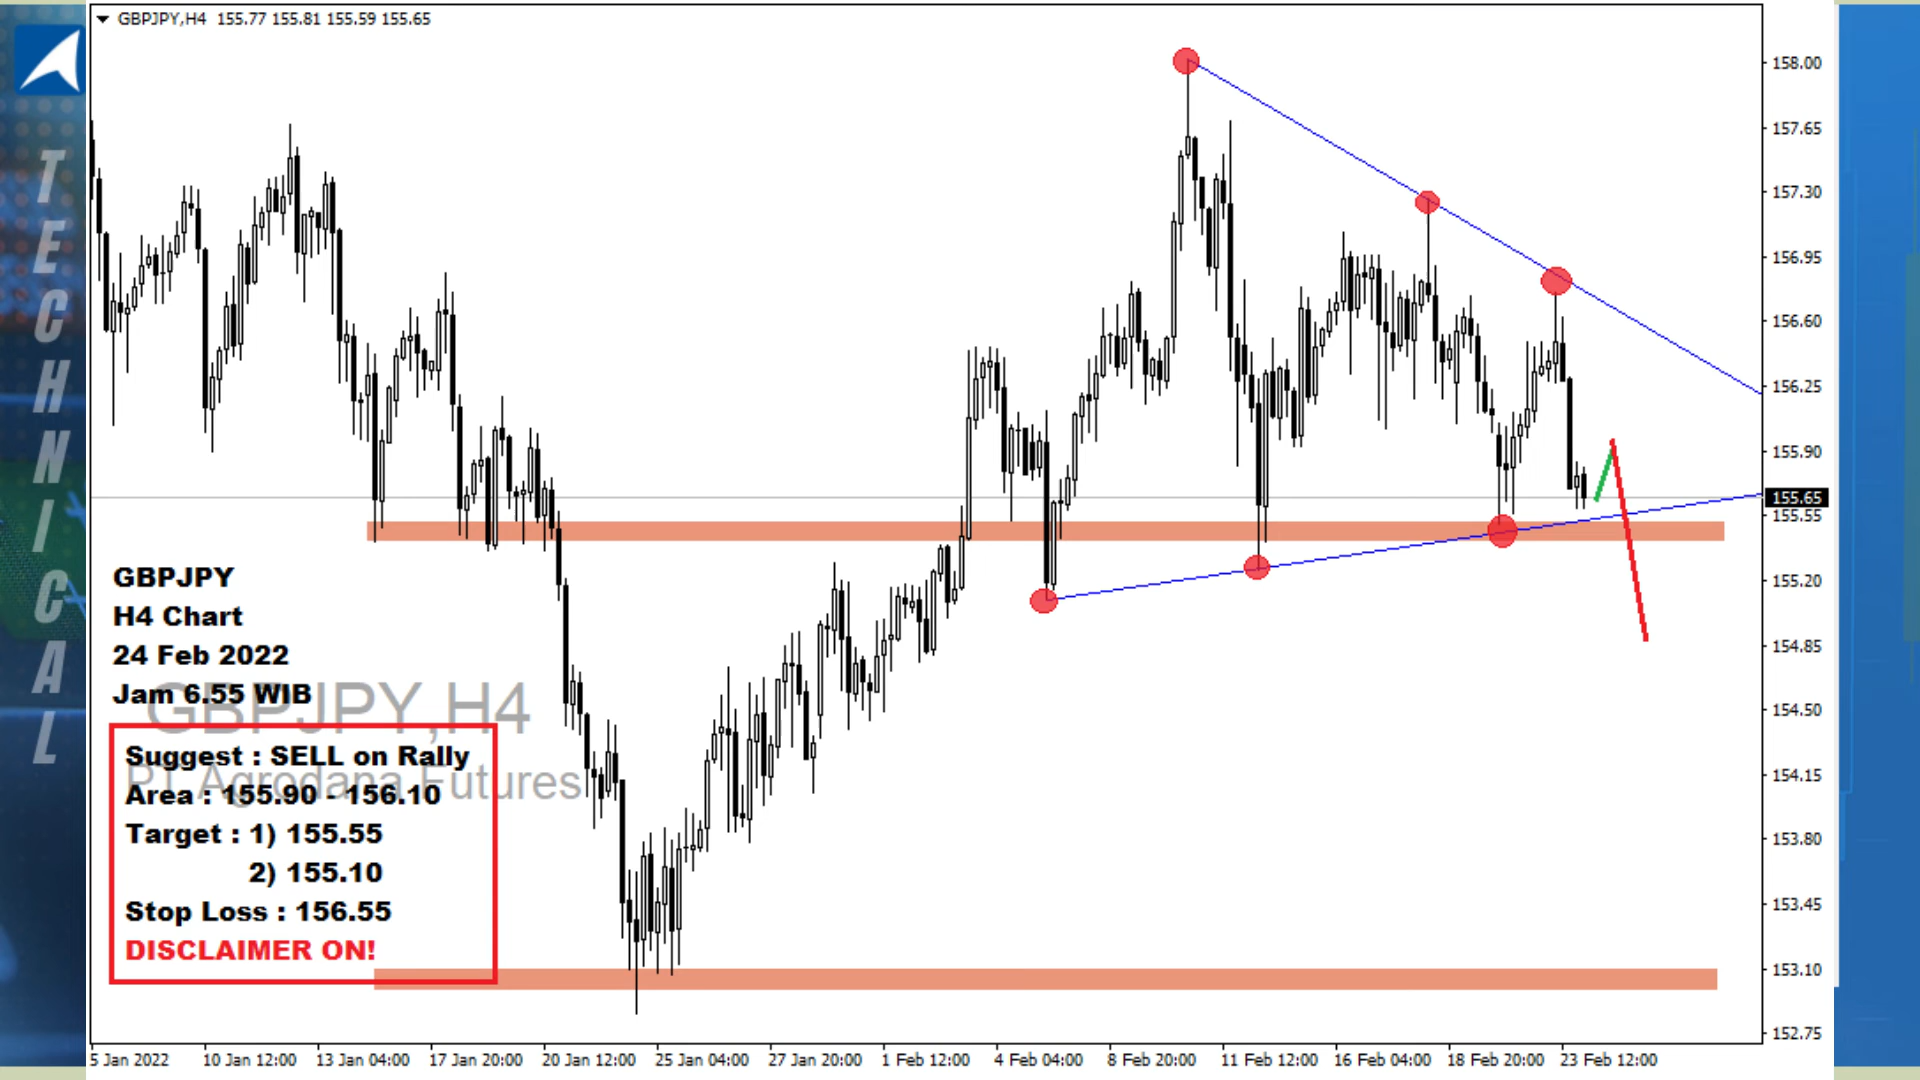 GBPJPY,H4 155.77 155.81 155.59 155.65
TECHNICAL
158.00
157.65
157.30
156.95
156.60
156.25
155.90
155.65
155.55
155.20
154.85
154.50
154.15
153.80
153.45
153.10
152.75
GBPJPY
H4 Chart
24 Feb 2022
Jam 6.55 WIB
GBPJPY,H4
PT Agrodana Futures
Suggest : SELL on Rally
Area : 155.90 - 156.10
Target : 1) 155.55
2) 155.10
Stop Loss : 156.55
DISCLAIMER ON!
5 Jan 2022 10 Jan 12:00 13 Jan 04:00 17 Jan 20:00 20 Jan 12:00 25 Jan 04:00 27 Jan 20:00 1 Feb 12:00 4 Feb 04:00 8 Feb 20:00 11 Feb 12:00 16 Feb 04:00 18 Feb 20:00 23 Feb 12:00